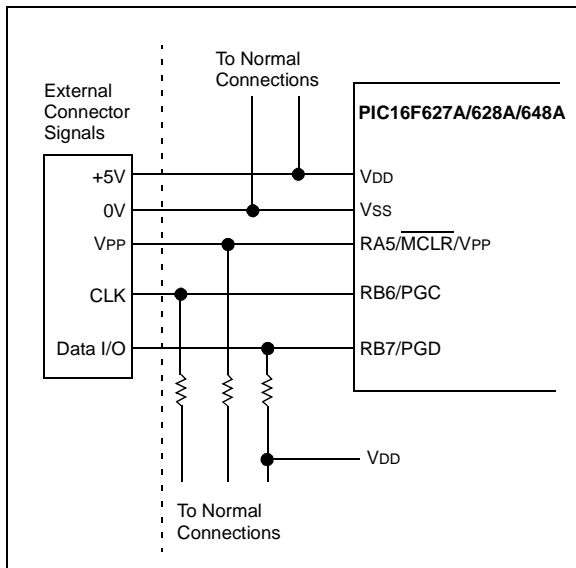 To Normal
Connections
External
Connector
Signals
PIC16F627A/628A/648A
+5V
VDD
0V
VSS
VPP
RA5/MCLR/VPP
CLK
RB6/PGC
Data I/O
RB7/PGD
VDD
To Normal
Connections